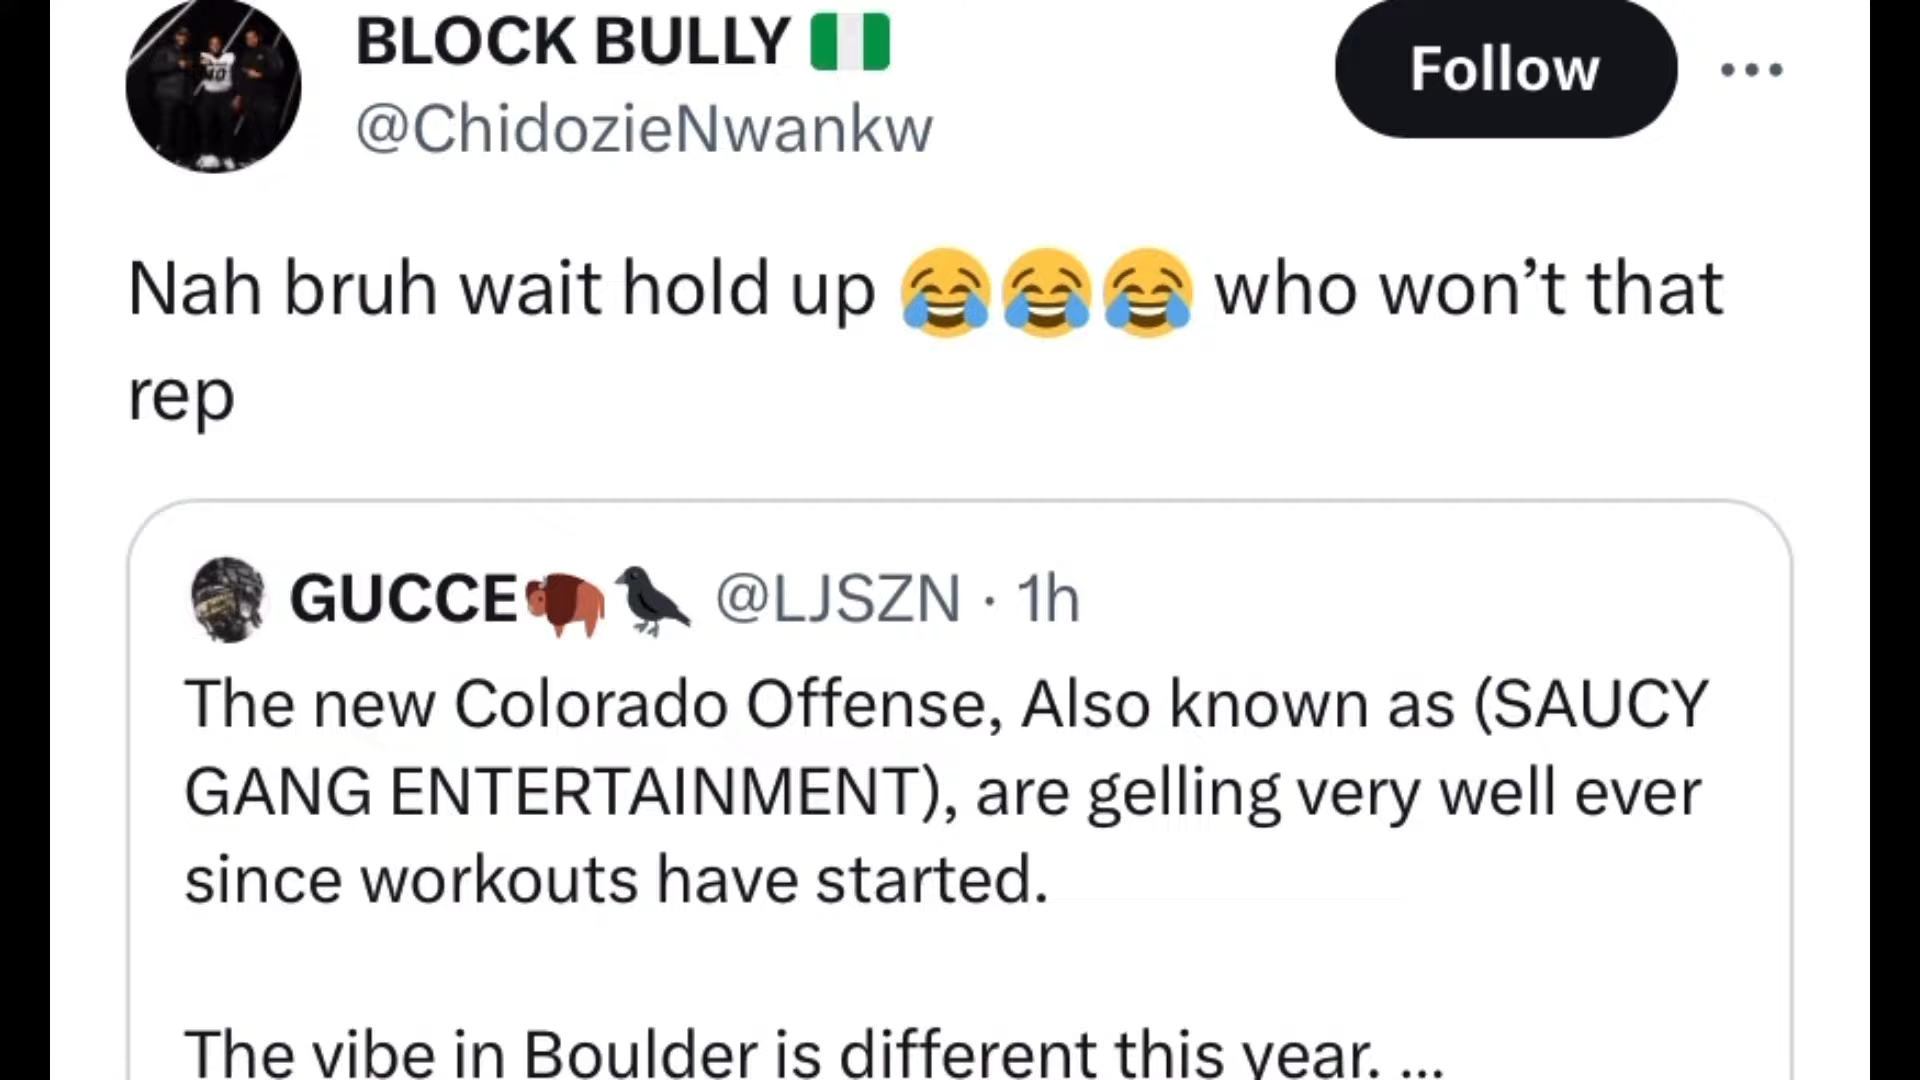 BLOCK BULLY 🇳🇬
@ChidozieNwankw
Follow
Nah bruh wait hold up 😂😂😂 who won’t that
rep
GUCCE🦬🐦‍⬛ @LJSZN · 1h
The new Colorado Offense, Also known as (SAUCY
GANG ENTERTAINMENT), are gelling very well ever
since workouts have started.
The vibe in Boulder is different this year. ...